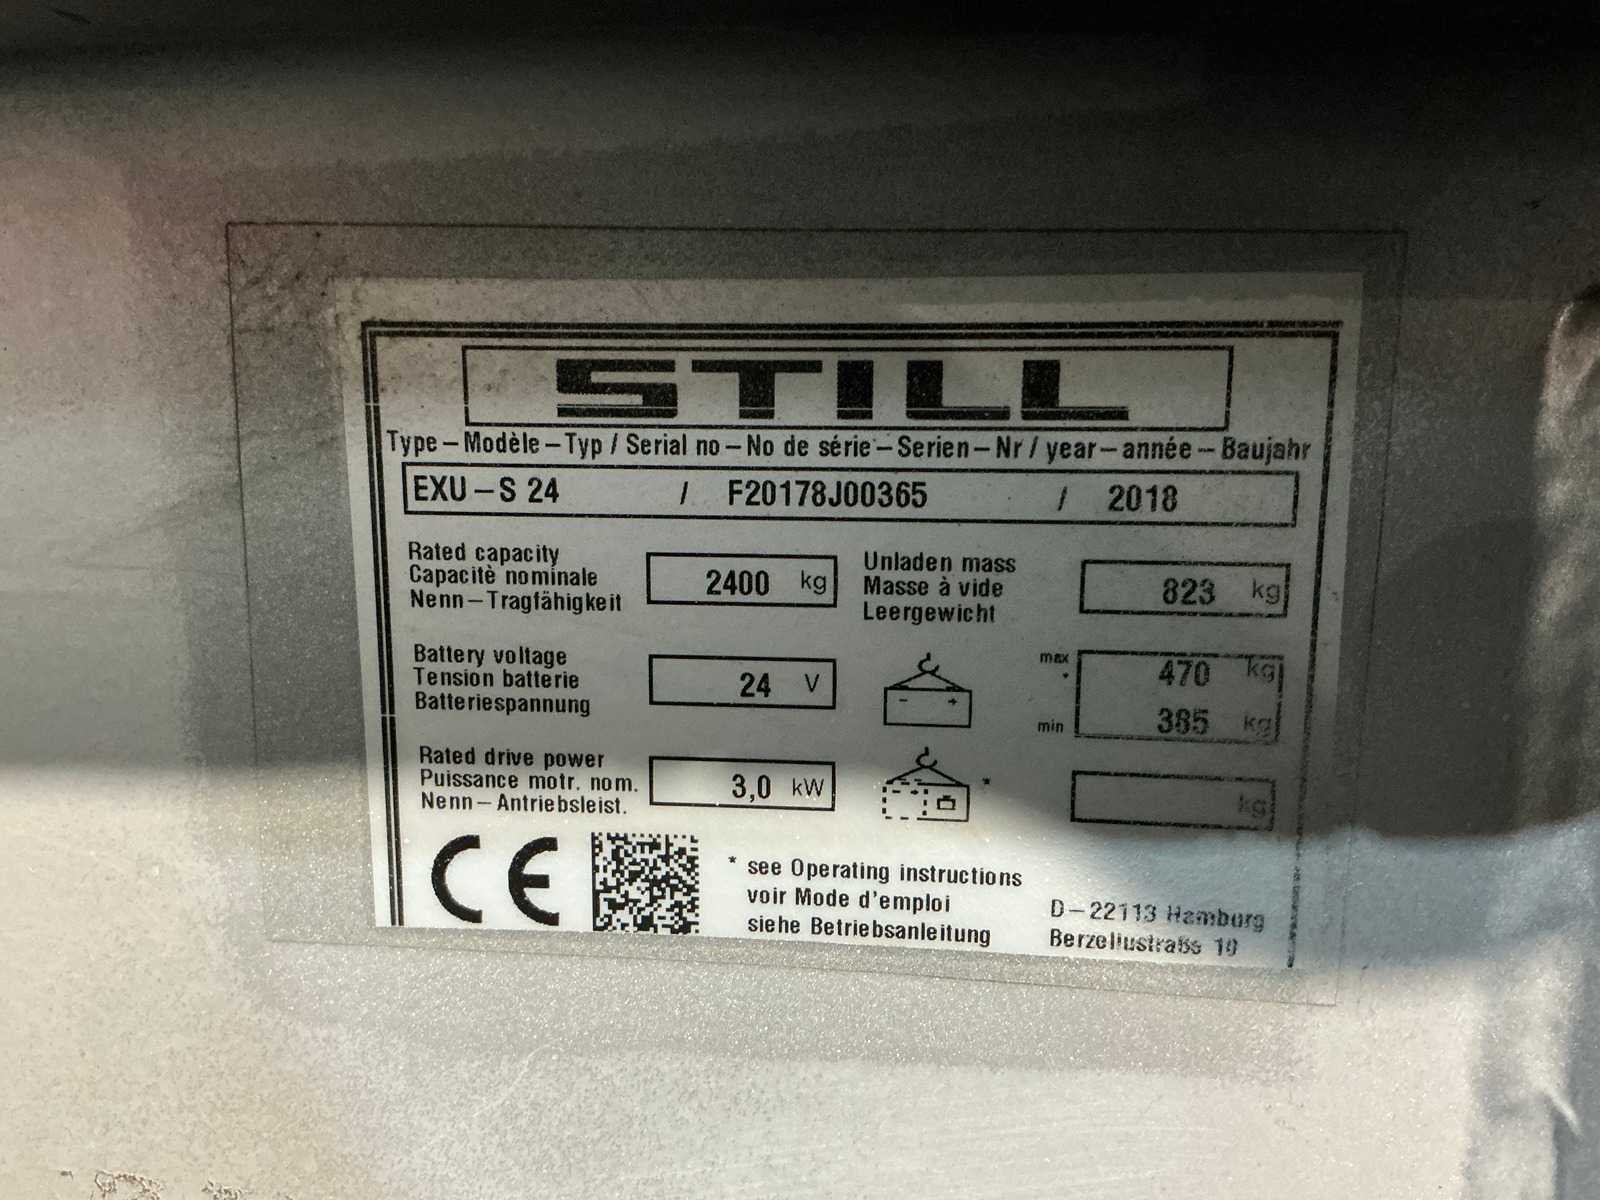 STILL
Type – Modèle – Typ / Serial no – No de série – Serien – Nr / year – année – Baujahr
EXU – S 24 / F20178J00365 / 2018
Rated capacity
Capacitè nominale
Nenn – Tragfähigkeit
2400 kg
Unladen mass
Masse à vide
Leergewicht
823 kg
Battery voltage
Tension batterie
Batteriespannung
24 V
- +
max
*
470 kg
min
385 kg
Rated drive power
Puissance motr. nom.
Nenn – Antriebsleist.
3,0 kW
*
kg
CE
* see Operating instructions
voir Mode d'emploi
siehe Betriebsanleitung
D – 22113 Hamburg
Berzeliustraße 10